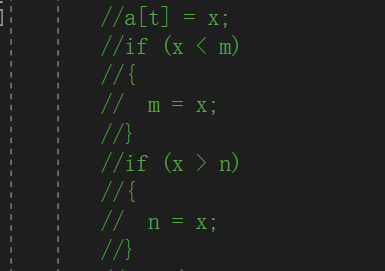 //a[t] = x;
//if (x < m)
//{
//  m = x;
//}
//if (x > n)
//{
//  n = x;
//}